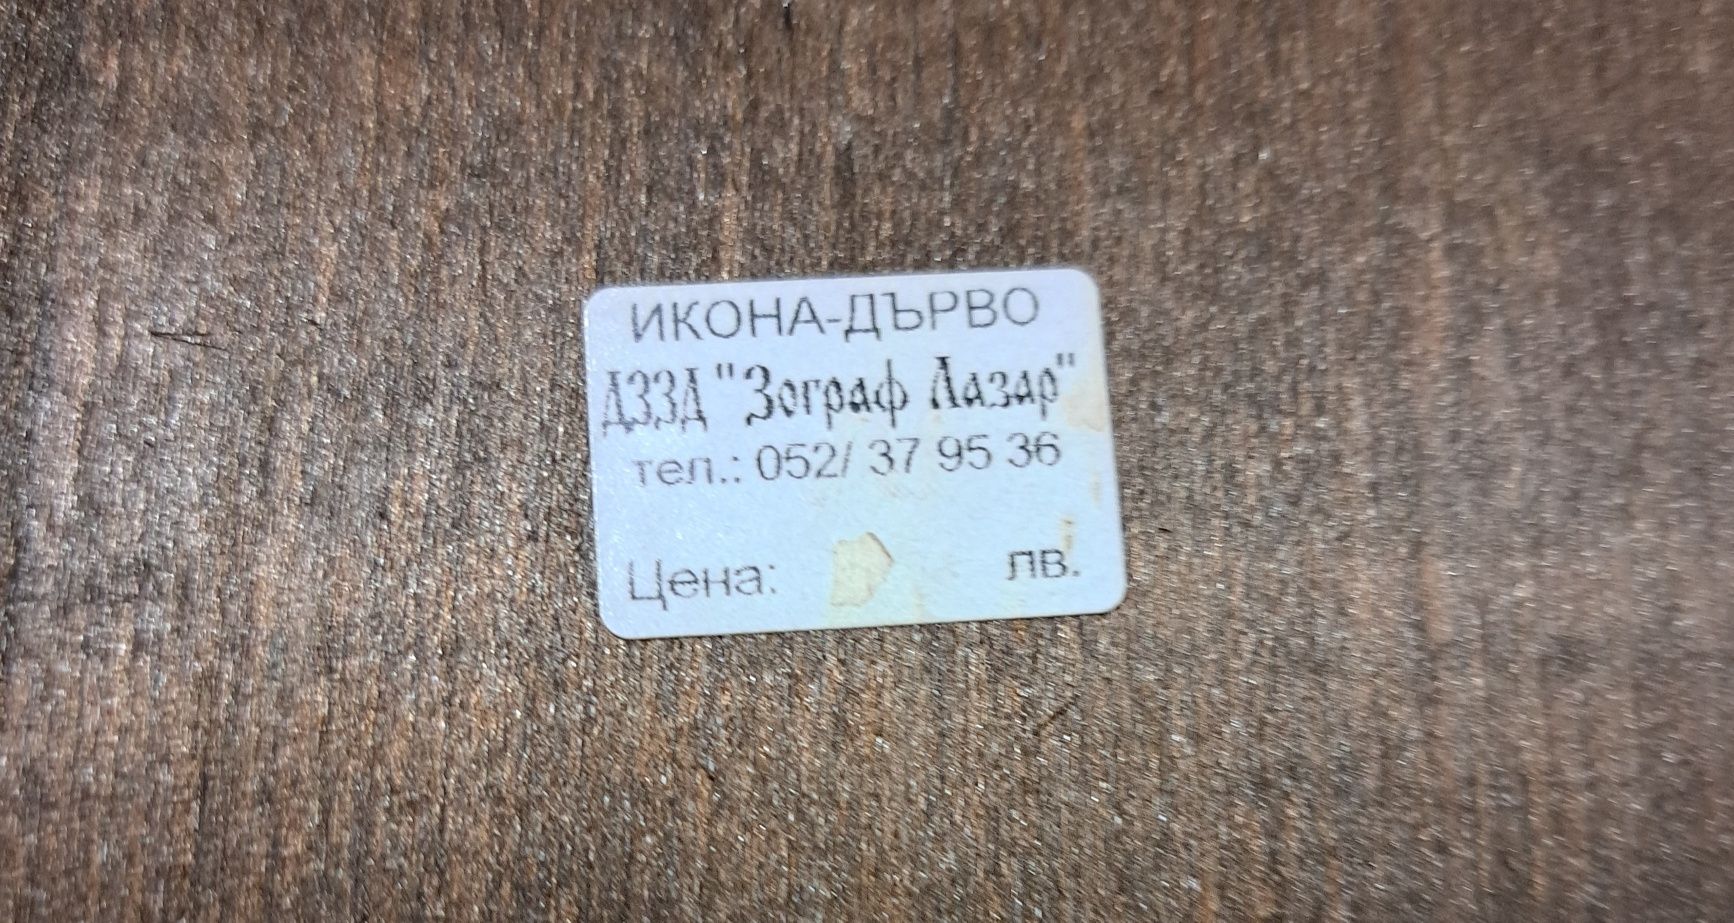 ИКОНА-ДЪРВО
ДЗЗД "Зограф Лазар"
тел.: 052/ 37 95 36
Цена: лв.